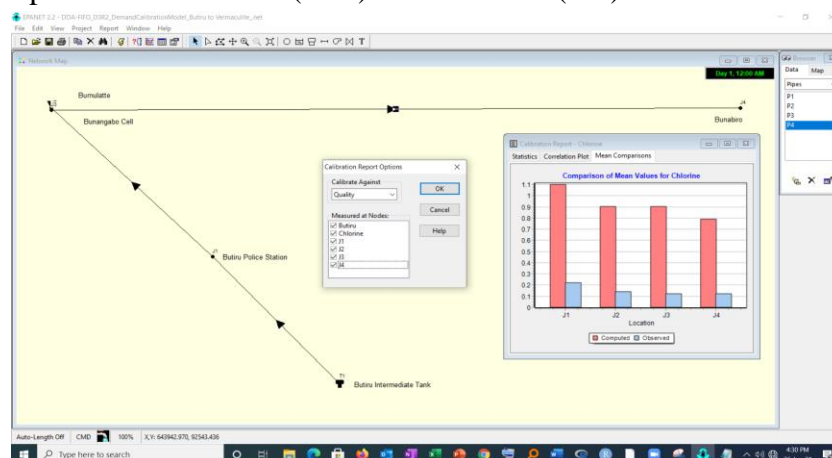 EPANET 2.2 - DDA-FIFO_D3R2_DemandCalibrationModel_Butiru to Vermaculite_.net
File Edit View Project Report Window Help
Network Map
Day 1, 12:00 AM
Browser
Data Map
Pipes
P1
P2
P3
P4
Bumulatte
Bunangabo Cell
J4
Bunabiro
Butiru Police Station
T1
Butiru Intermediate Tank
Calibration Report Options
Calibrate Against
Quality
Measured at Nodes:
Butiru
Chlorine
J1
J2
J3
J4
OK
Cancel
Help
Calibration Report - Chlorine
Statistics Correlation Plot Mean Comparisons
Comparison of Mean Values for Chlorine
1.1
1
0.9
0.8
0.7
0.6
0.5
0.4
0.3
0.2
0.1
0
J1 J2 J3 J4
Location
Computed Observed
Auto-Length Off CMD 100% X,Y: 643942.970, 92543.436
Type here to search
4:30 PM